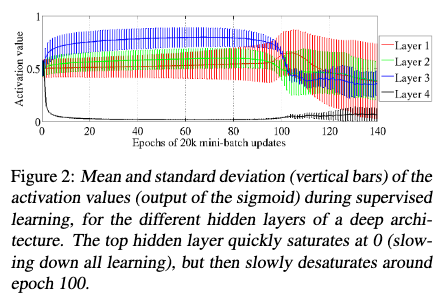 1
Activation value
0.5
0
0
20
40
60
80
100
120
140
Epochs of 20k mini-batch updates
Layer 1
Layer 2
Layer 3
Layer 4
Figure 2: Mean and standard deviation (vertical bars) of the
activation values (output of the sigmoid) during supervised
learning, for the different hidden layers of a deep archi-
tecture. The top hidden layer quickly saturates at 0 (slow-
ing down all learning), but then slowly desaturates around
epoch 100.